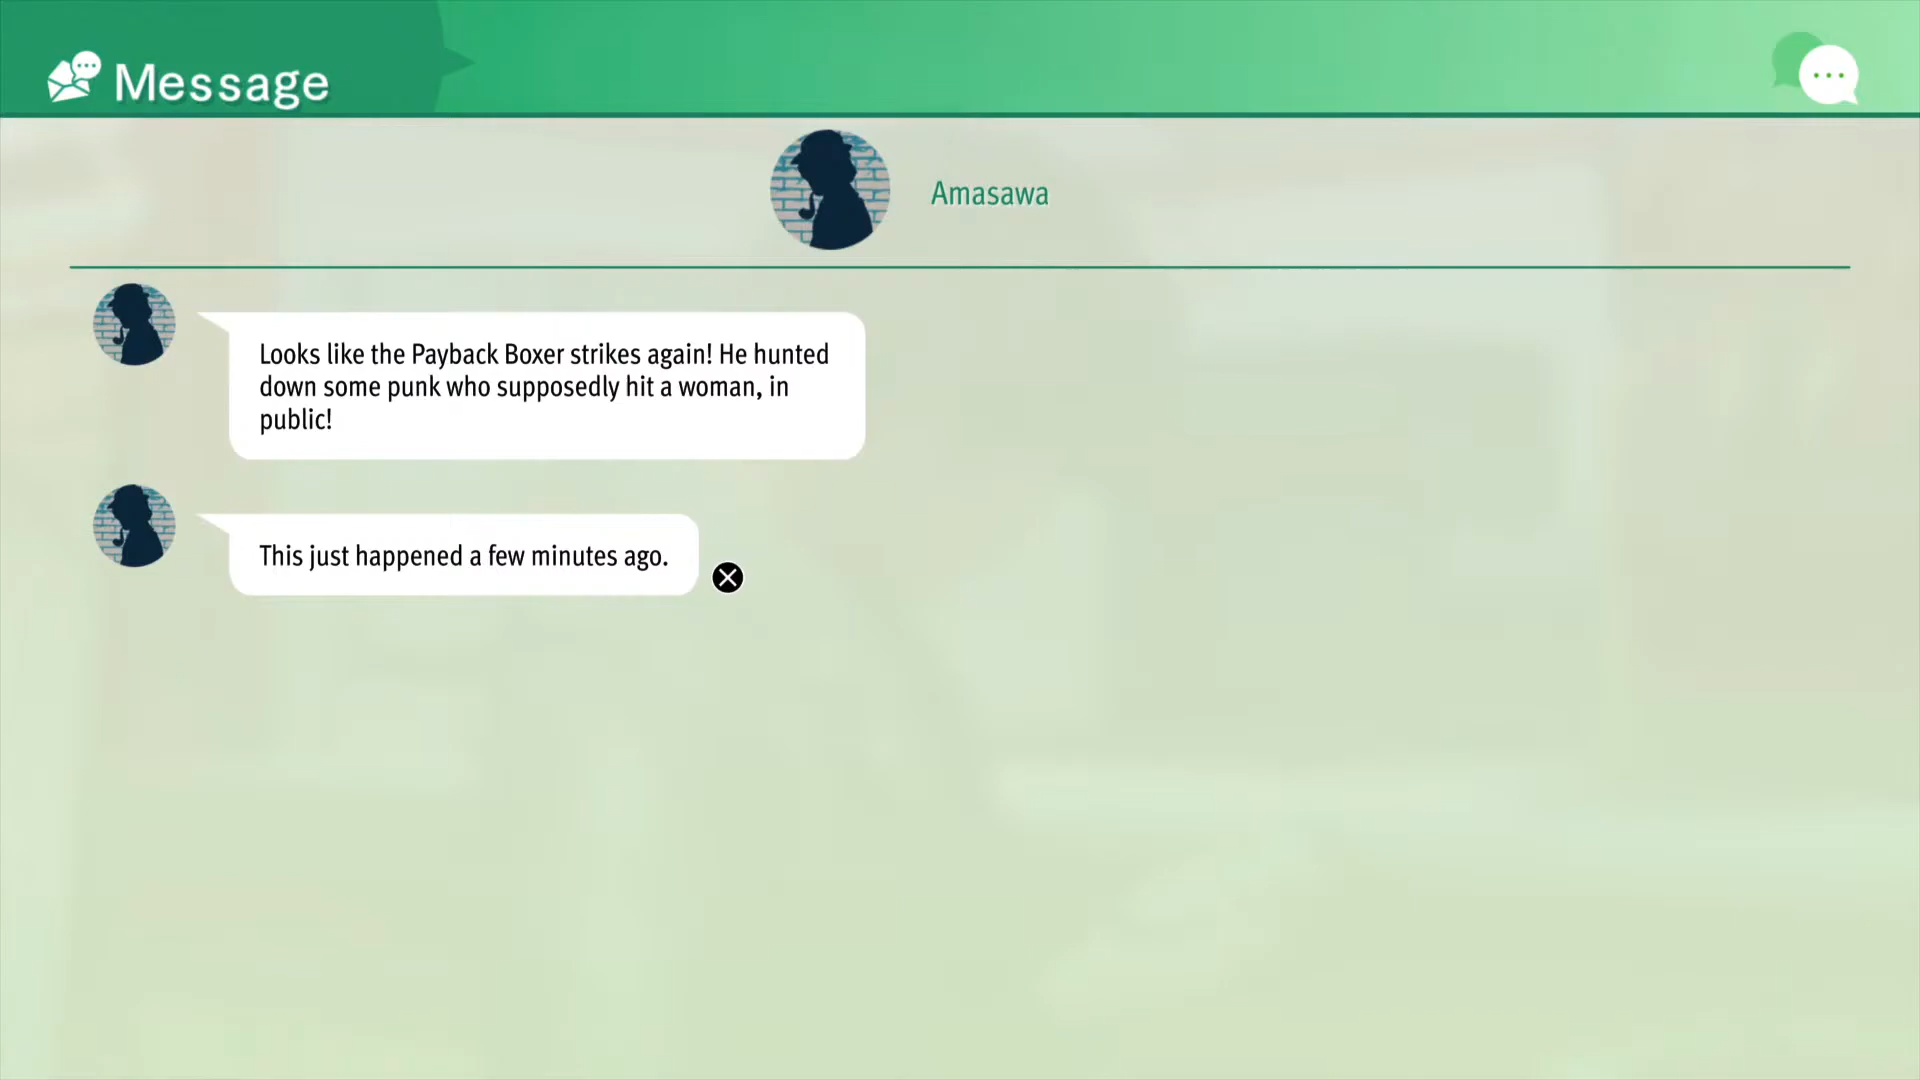 Message
Amasawa
Looks like the Payback Boxer strikes again! He hunted
down some punk who supposedly hit a woman, in
public!
This just happened a few minutes ago.